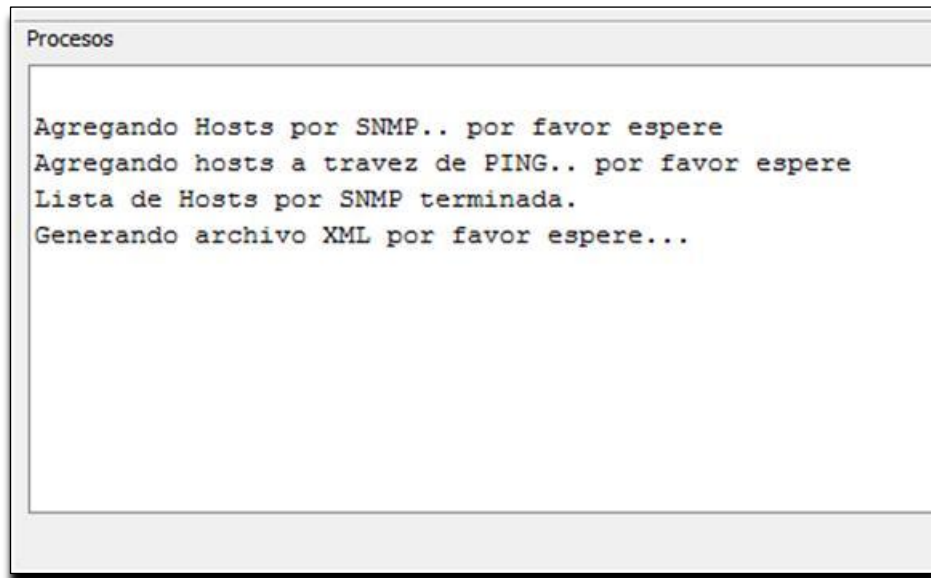 Procesos
Agregando Hosts por SNMP.. por favor espere
Agregando hosts a travez de PING.. por favor espere
Lista de Hosts por SNMP terminada.
Generando archivo XML por favor espere...